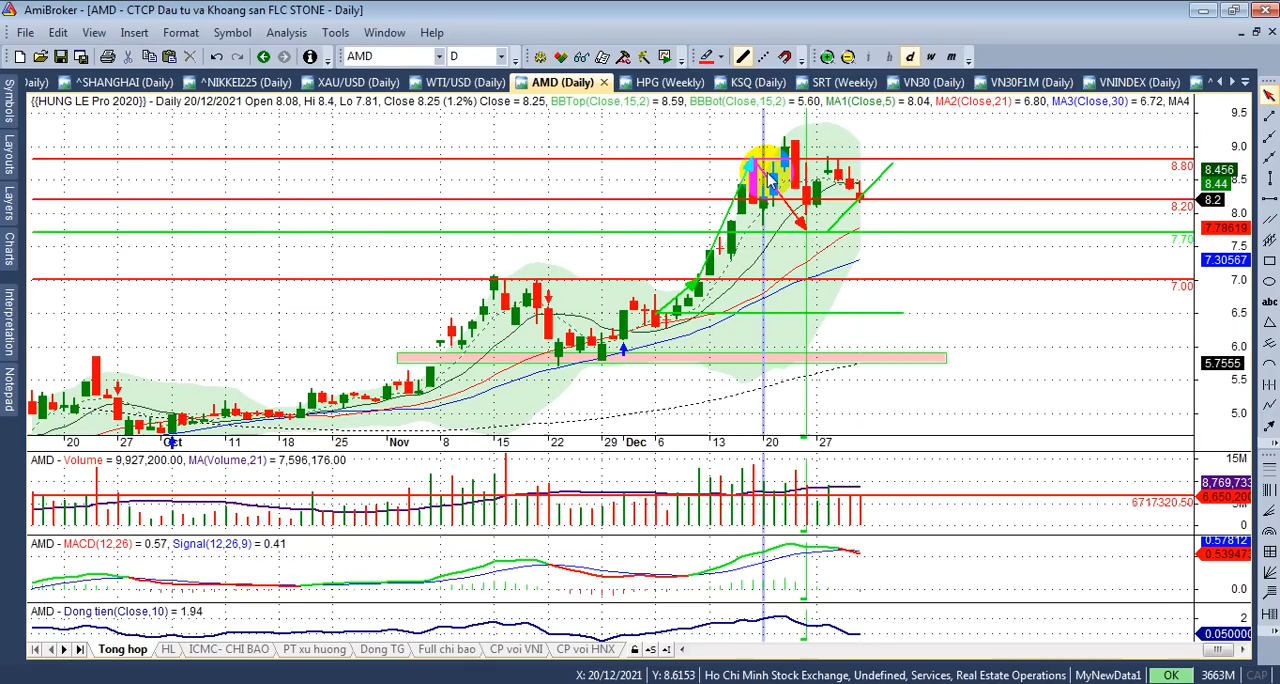 AmiBroker - [AMD - CTCP Dau tu va Khoang san FLC STONE - Daily]
File Edit View Insert Format Symbol Analysis Tools Window Help
AMD D i h d w m
Daily) ^SHANGHAI (Daily) ^NIKKEI225 (Daily) XAU/USD (Daily) WTI/USD (Daily) AMD (Daily) HPG (Weekly) KSQ (Daily) SRT (Weekly) VN30 (Daily) VN30F1M (Daily) VNINDEX (Daily)
Symbols
Layouts
Layers
Charts
Interpretation
Notepad
{{HUNG LE Pro 2020}} - Daily 20/12/2021 Open 8.08, Hi 8.4, Lo 7.81, Close 8.25 (1.2%) Close = 8.25, BBTop(Close,15,2) = 8.59, BBBot(Close,15,2) = 5.60, MA1(Close,5) = 8.04, MA2(Close,21) = 6.80, MA3(Close,30) = 6.72, MA4
9.5
9.0
8.80
8.456
8.5
8.44
8.2
8.20
8.0
7.78619
7.70
7.5
7.30567
7.0
7.00
6.5
6.0
5.7555
5.5
5.0
20 27 Oct 11 18 25 Nov 8 15 22 29 Dec 6 13 20 27
AMD - Volume = 9,927,200.00, MA(Volume,21) = 7,596,176.00
15M
8,769,733
6,650,200
6717320.50
0
AMD - MACD(12,26) = 0.57, Signal(12,26,9) = 0.41
0.57812
0.539473
0.0
AMD - Dong tien(Close,10) = 1.94
2
0.050000
Tong hop HL ICMC- CHI BAO PT xu huong Dong TG Full chi bao CP voi VNI CP voi HNX
X: 20/12/2021 Y: 8.6153 Ho Chi Minh Stock Exchange, Undefined, Services, Real Estate Operations MyNewData1 OK 3663M CAP
abc